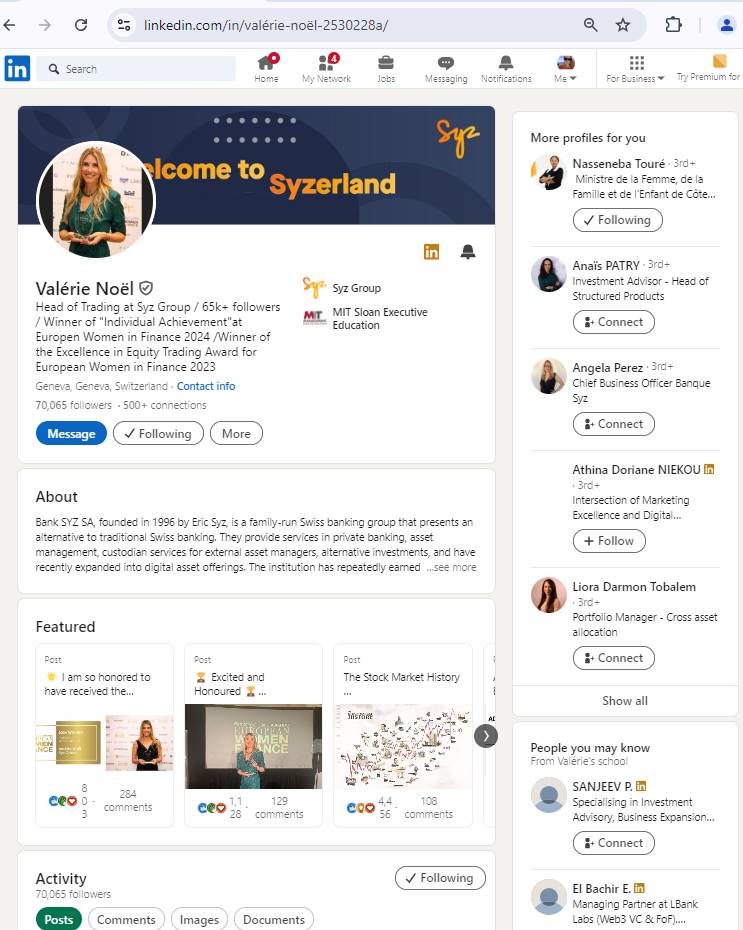 linkedin.com/in/valérie-noël-2530228a/
in
Search
Home
4
My Network
Jobs
Messaging
Notifications
Me
For Business
Try Premium for
elcome to
Syzerland
Syz
in
Valérie Noël
Head of Trading at Syz Group / 65k+ followers
/ Winner of "Individual Achievement"at
Europen Women in Finance 2024 /Winner of
the Excellence in Equity Trading Award for
European Women in Finance 2023
Geneva, Geneva, Switzerland · Contact info
70,065 followers · 500+ connections
Message
Following
More
Syz
Syz Group
MIT
MIT Sloan Executive
Education
About
Bank SYZ SA, founded in 1996 by Eric Syz, is a family-run Swiss banking group that presents an
alternative to traditional Swiss banking. They provide services in private banking, asset
management, custodian services for external asset managers, alternative investments, and have
recently expanded into digital asset offerings. The institution has repeatedly earned ...see more
Featured
Post
🌟 I am so honored to
have received the...
8
0 ·
3
284
comments
Post
🏆 Excited and
Honoured 🏆 ...
EUROPEAN
WOMEN
FINANCE
1,1
28
129
comments
Post
The Stock Market History
...
4,4
56
108
comments
Activity
70,065 followers
Following
Posts
Comments
Images
Documents
More profiles for you
Nasseneba Touré · 3rd+
Ministre de la Femme, de la
Famille et de l'Enfant de Côte...
Following
Anaïs PATRY · 3rd+
Investment Advisor - Head of
Structured Products
Connect
Angela Perez · 3rd+
Chief Business Officer Banque
Syz
Connect
Athina Doriane NIEKOU in
· 3rd+
Intersection of Marketing
Excellence and Digital...
Follow
Liora Darmon Tobalem
· 3rd+
Portfolio Manager - Cross asset
allocation
Connect
Show all
People you may know
From Valérie's school
SANJEEV P. in
Specialising in Investment
Advisory, Business Expansion...
Connect
El Bachir E. in
Managing Partner at LBank
Labs (Web3 VC & FoF)....